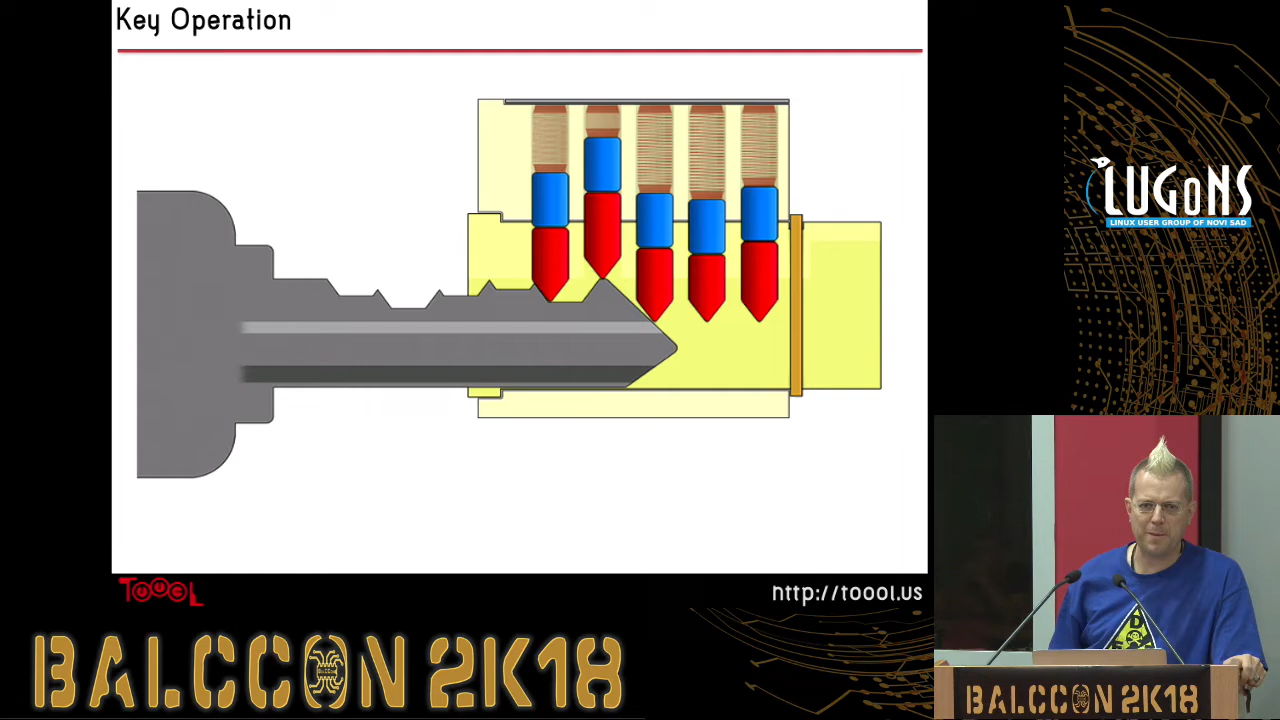 Key Operation
LUGoNS
LINUX USER GROUP OF NOVI SAD
TOOOL
http://toool.us
BALCCON 2K18
BALCCON 2K18